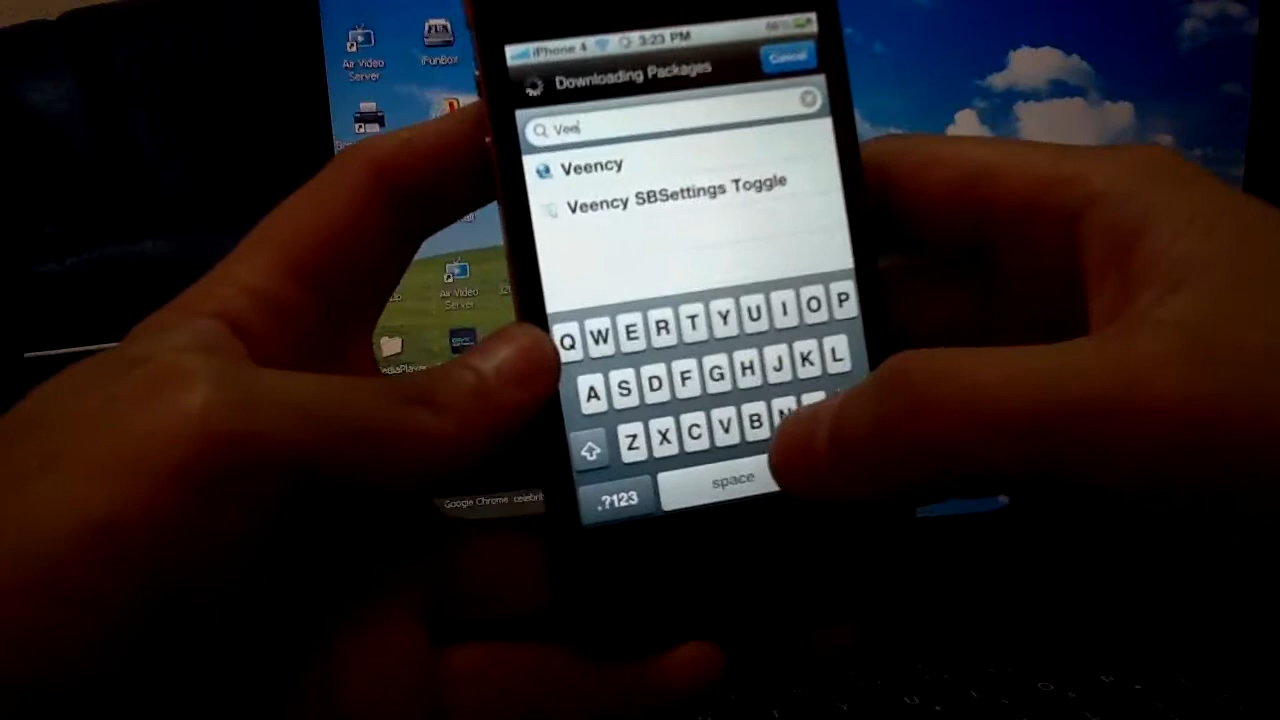 Air Video
Server
iFunBox
iPhone 4 3:23 PM
Downloading Packages Cancel
Vee
Veency
Veency SBSettings Toggle
Q W E R T Y U I O P
A S D F G H J K L
Z X C V B N
.?123 space
Air Video
Server
Google Chrome